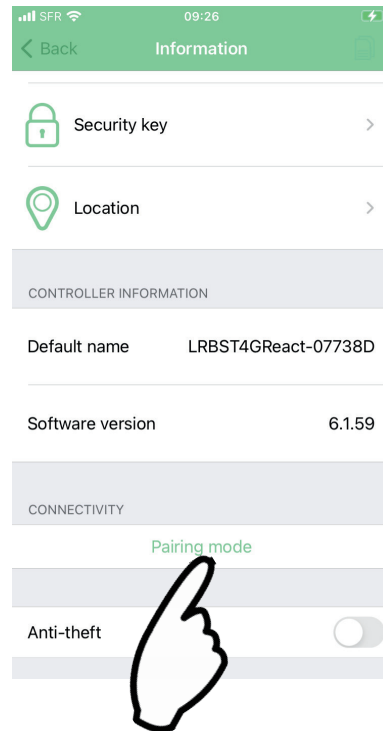 SFR 09:26
Back Information
Security key
Location
CONTROLLER INFORMATION
Default name LRBST4GReact-07738D
Software version 6.1.59
CONNECTIVITY
Pairing mode
Anti-theft